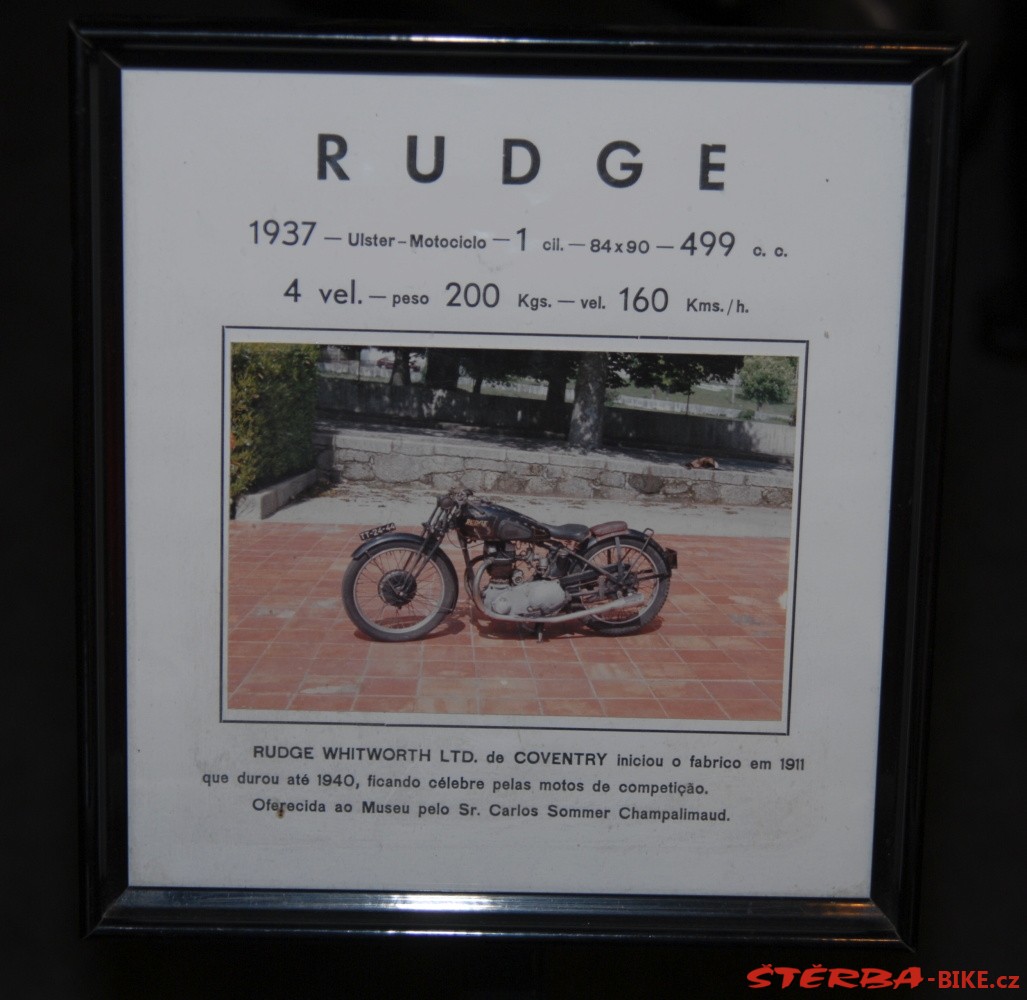 RUDGE
1937 — Ulster – Motociclo — 1 cil. — 84x90 — 499 c. c.
4 vel. — peso 200 Kgs. — vel. 160 Kms./h.
RUDGE
RUDGE WHITWORTH LTD. de COVENTRY iniciou o fabrico em 1911
que durou até 1940, ficando célebre pelas motos de competição.
Oferecida ao Museu pelo Sr. Carlos Sommer Champalimaud.
ŠTĚRBA-BIKE.cz